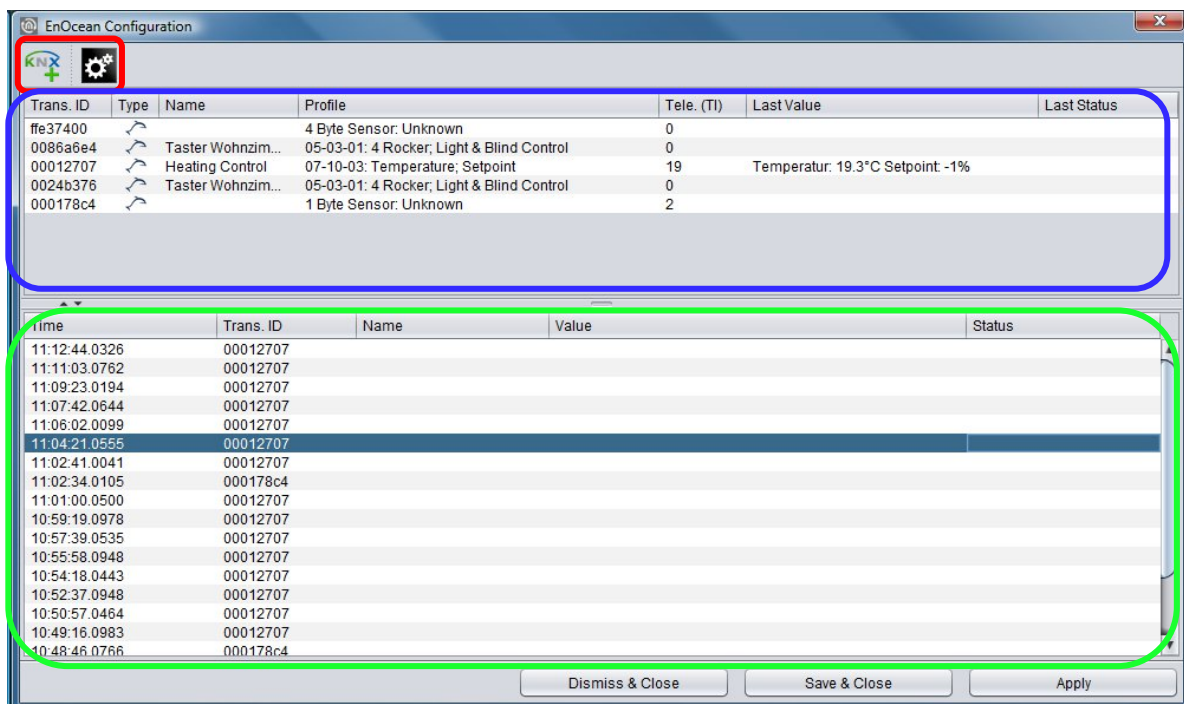 EnOcean Configuration
KNX
Trans. ID Type Name Profile Tele. (TI) Last Value Last Status
ffe37400 4 Byte Sensor: Unknown 0
0086a6e4 Taster Wohnzim... 05-03-01: 4 Rocker; Light & Blind Control 0
00012707 Heating Control 07-10-03: Temperature; Setpoint 19 Temperatur: 19.3°C Setpoint: -1%
0024b376 Taster Wohnzim... 05-03-01: 4 Rocker; Light & Blind Control 0
000178c4 1 Byte Sensor: Unknown 2
Time Trans. ID Name Value Status
11:12:44.0326 00012707
11:11:03.0762 00012707
11:09:23.0194 00012707
11:07:42.0644 00012707
11:06:02.0099 00012707
11:04:21.0555 00012707
11:02:41.0041 00012707
11:02:34.0105 000178c4
11:01:00.0500 00012707
10:59:19.0978 00012707
10:57:39.0535 00012707
10:55:58.0948 00012707
10:54:18.0443 00012707
10:52:37.0948 00012707
10:50:57.0464 00012707
10:49:16.0983 00012707
10:48:46.0766 000178c4
Dismiss & Close Save & Close Apply